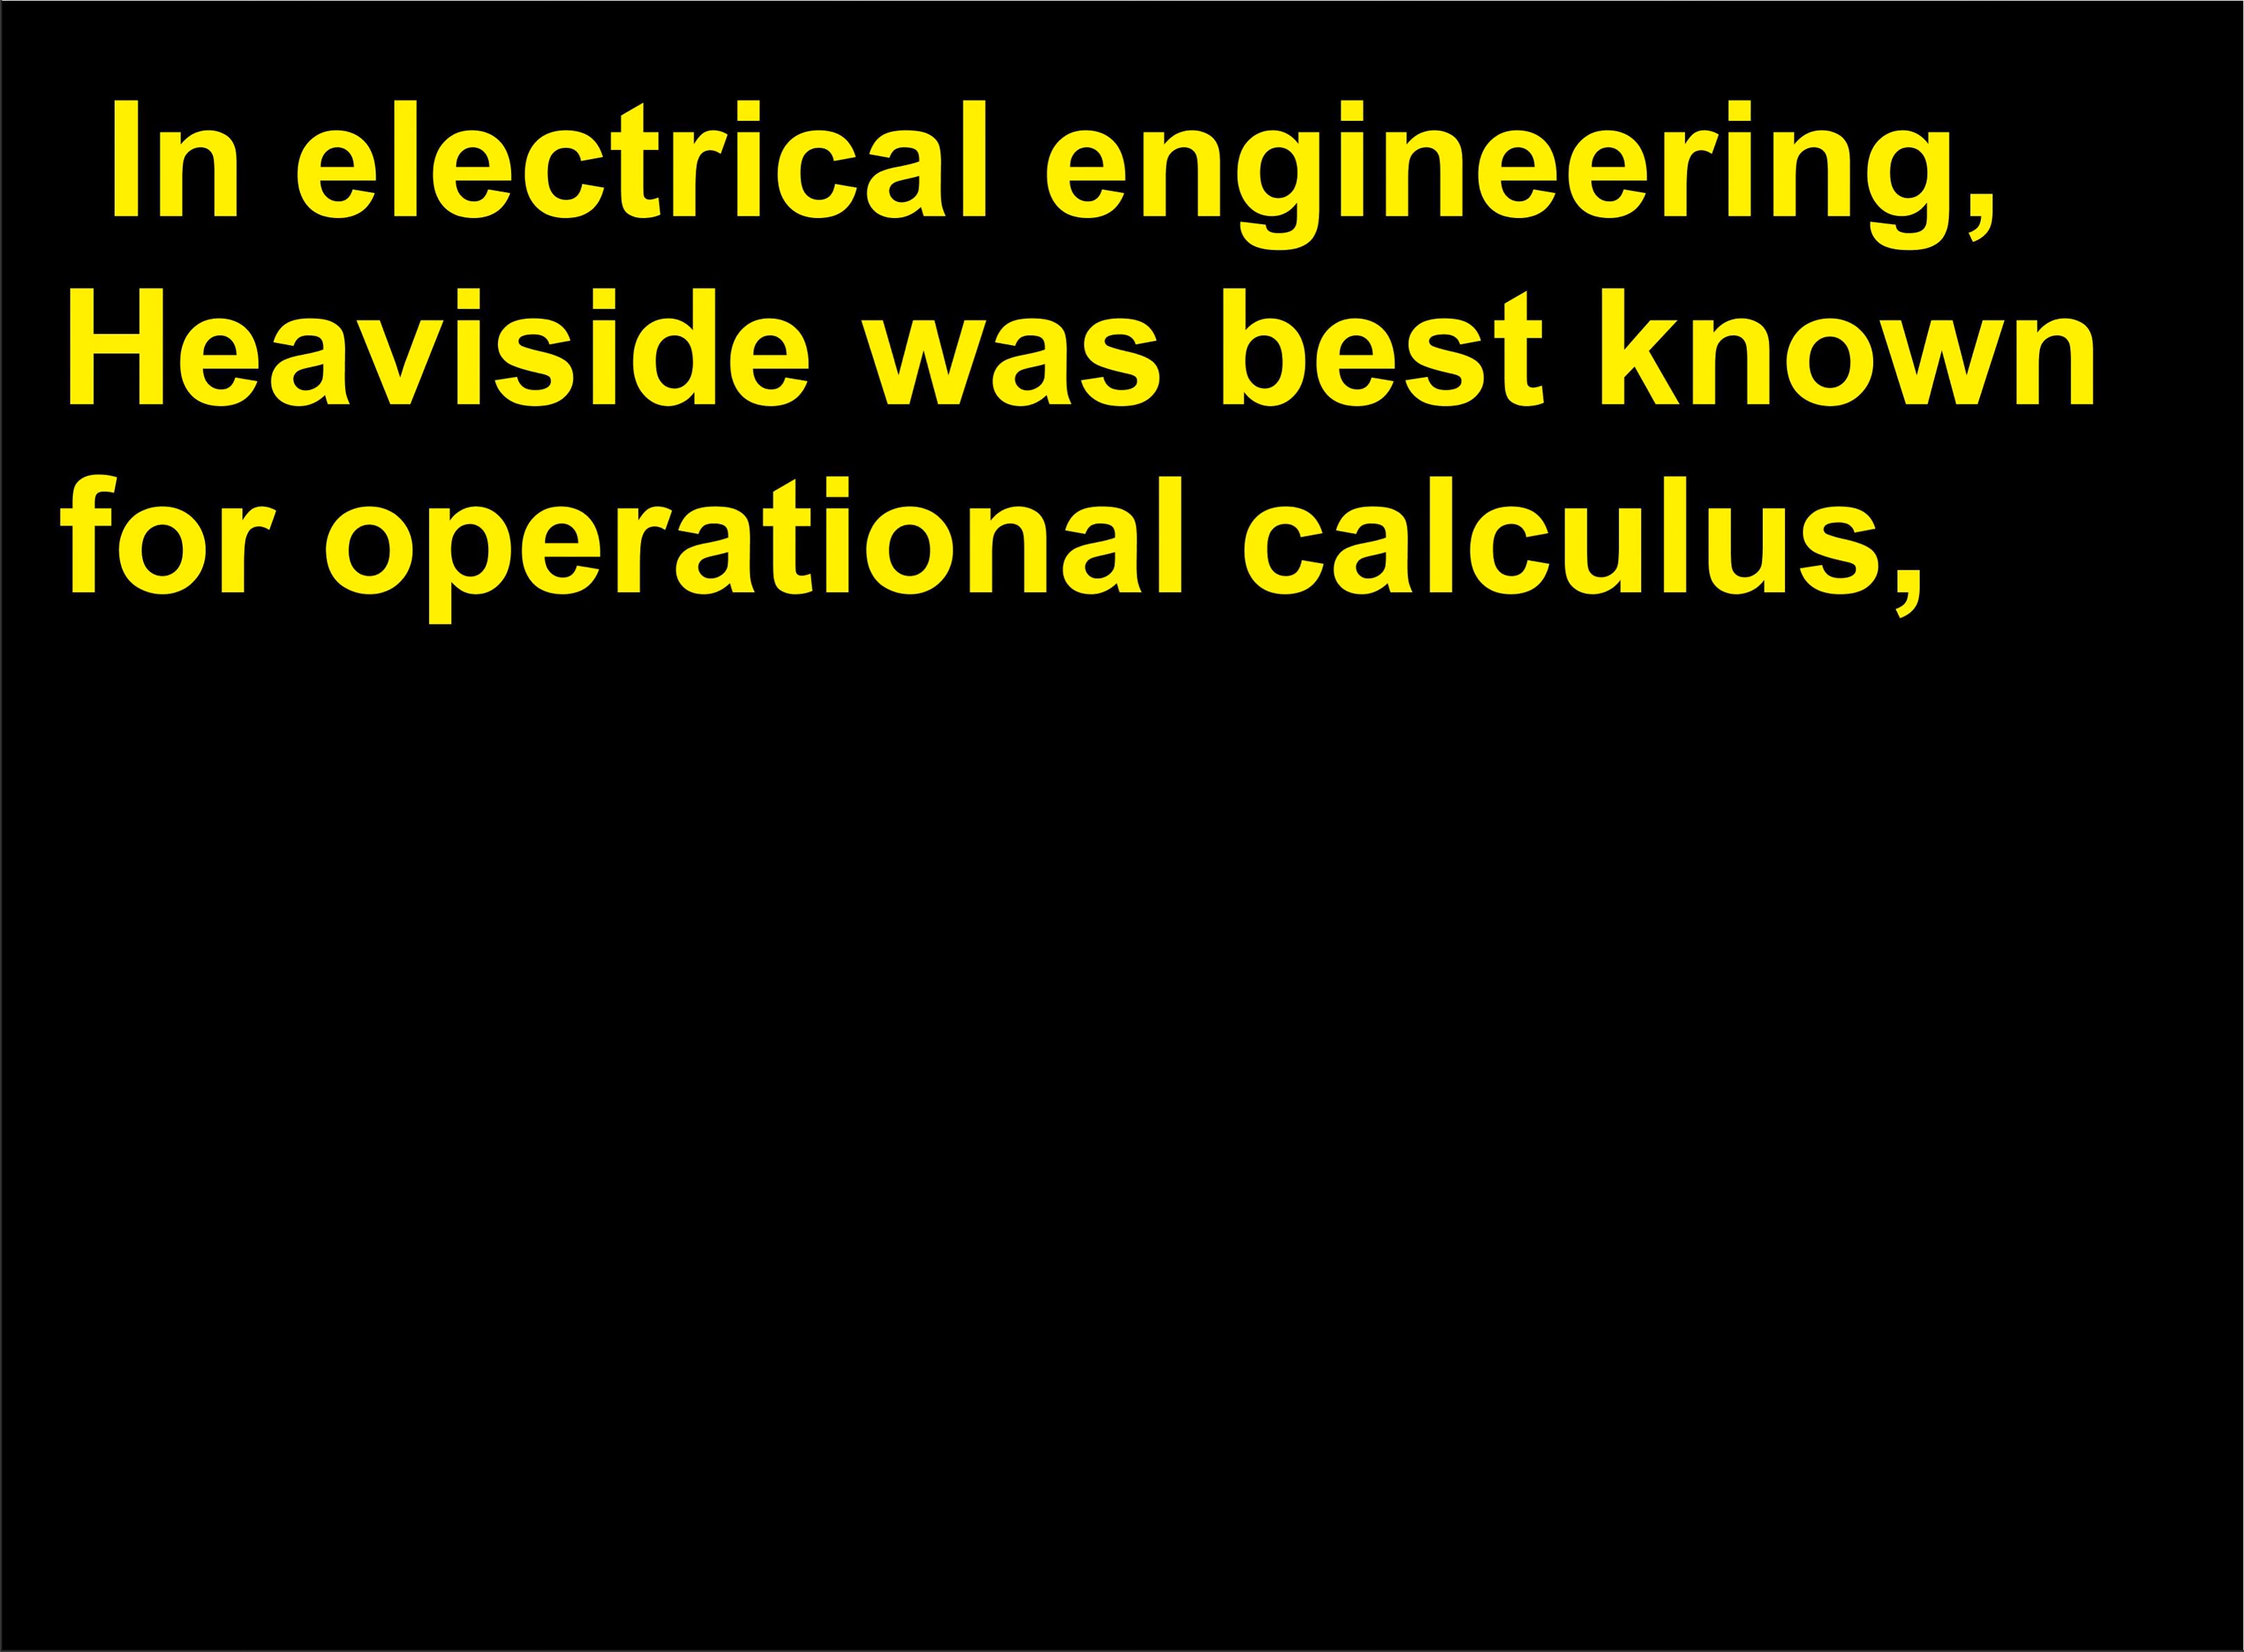 In electrical engineering,
Heaviside was best known
for operational calculus,